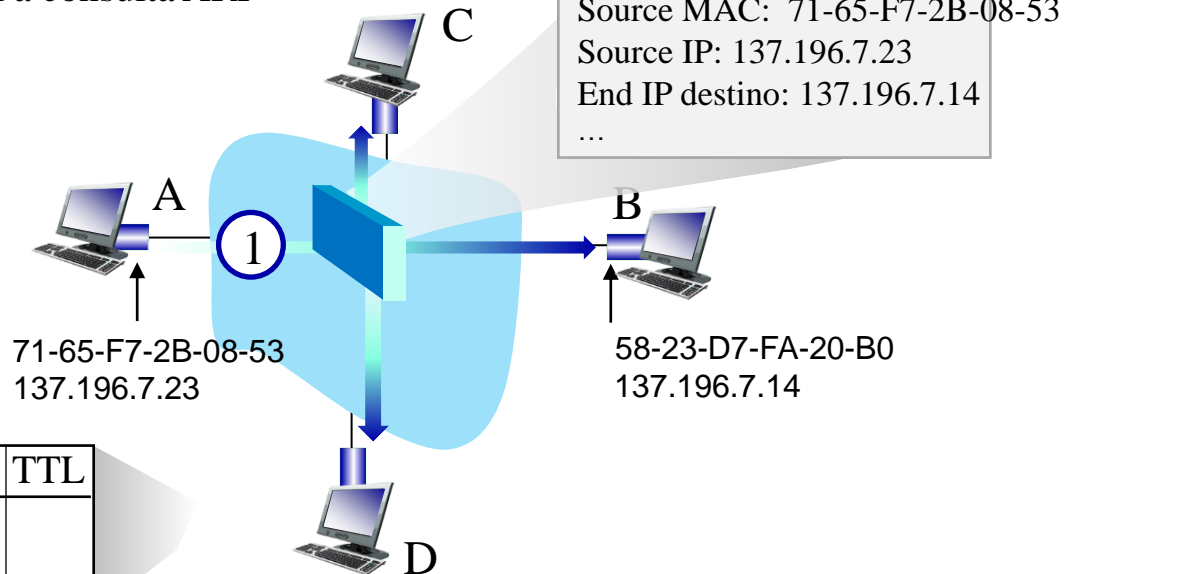 a consulta ARP
Source MAC: 71-65-F7-2B-08-53
Source IP: 137.196.7.23
End IP destino: 137.196.7.14
...
C
A
B
1
71-65-F7-2B-08-53
137.196.7.23
58-23-D7-FA-20-B0
137.196.7.14
TTL
D